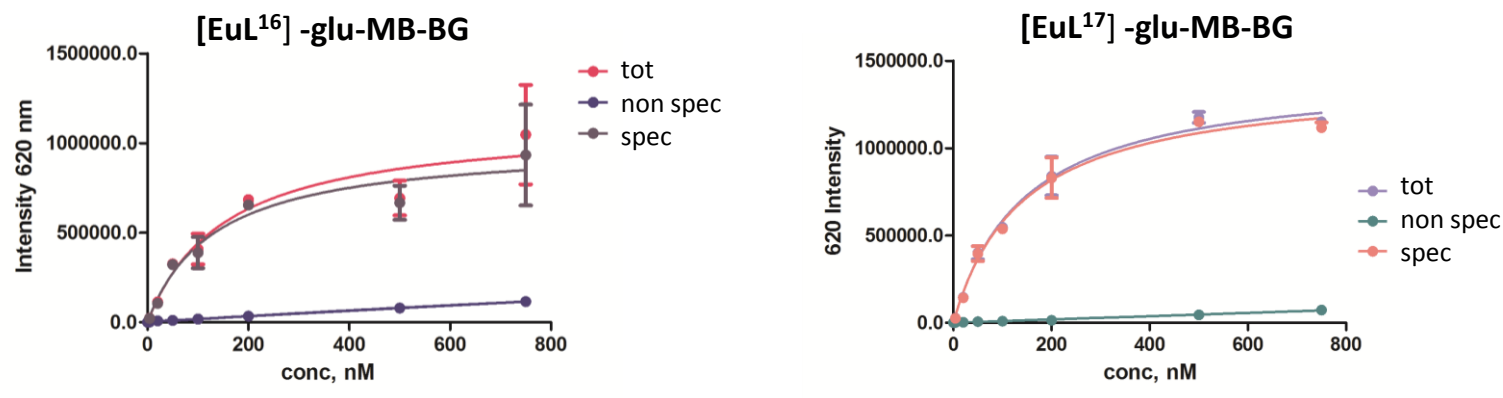 [EuL16] -glu-MB-BG
1500000.0
1000000.0
500000.0
0.0
Intensity 620 nm
0
200
400
600
800
conc, nM
tot
non spec
spec
[EuL17] -glu-MB-BG
1500000.0
1000000.0
500000.0
0.0
620 Intensity
0
200
400
600
800
conc, nM
tot
non spec
spec